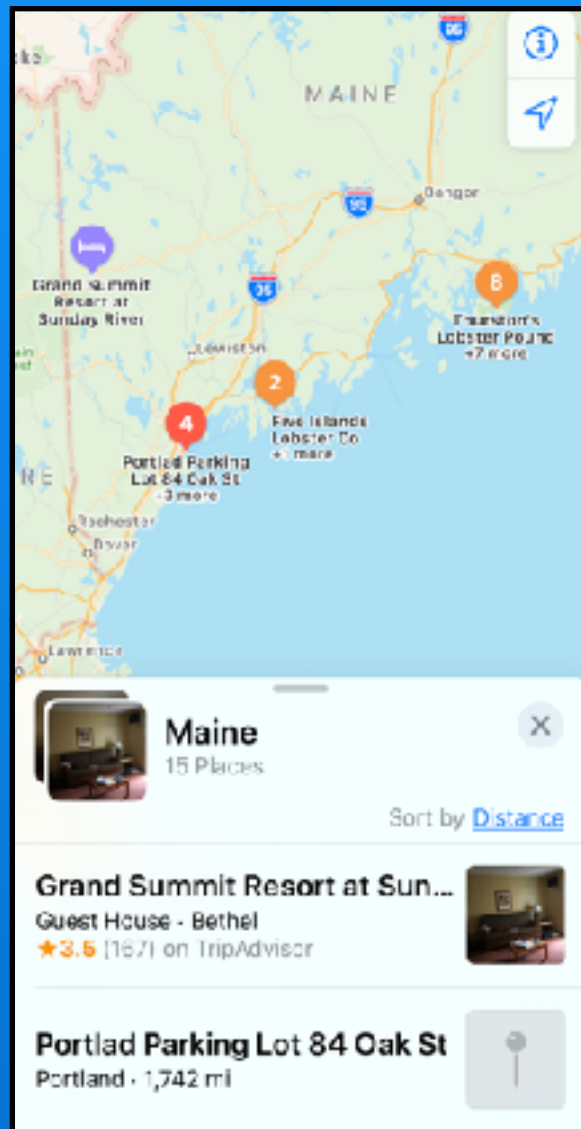 95
MAINE
Bangor
95
95
8
Grand Summit
Resort at
Sunday River
Thurston's
Lobster Pound
+7 more
Lewiston
2
Five Islands
Lobster Co
+1 more
4
Portlad Parking
Lot 84 Oak St
+3 more
RE
Rochester
Dover
Lawrence
Maine
15 Places
Sort by Distance
Grand Summit Resort at Sun...
Guest House · Bethel
★3.5 (167) on TripAdvisor
Portlad Parking Lot 84 Oak St
Portland · 1,742 mi